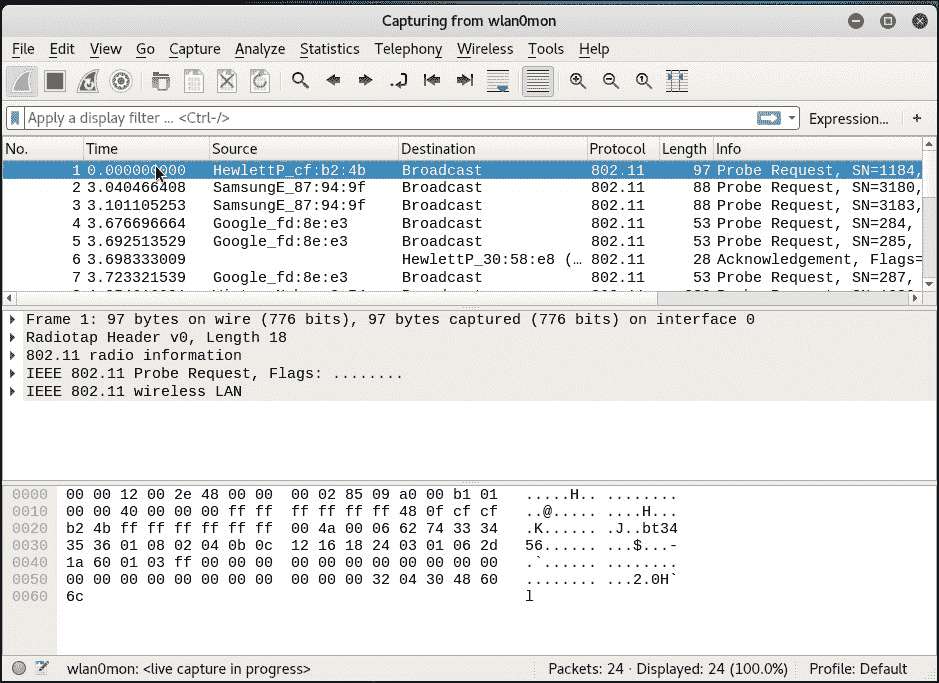 Capturing from wlan0mon
File Edit View Go Capture Analyze Statistics Telephony Wireless Tools Help
Apply a display filter ... <Ctrl-/> Expression... +
No. Time Source Destination Protocol Length Info
1 0.000000000 HewlettP_cf:b2:4b Broadcast 802.11 97 Probe Request, SN=1184,
2 3.040466408 SamsungE_87:94:9f Broadcast 802.11 88 Probe Request, SN=3180,
3 3.101105253 SamsungE_87:94:9f Broadcast 802.11 88 Probe Request, SN=3183,
4 3.676696664 Google_fd:8e:e3 Broadcast 802.11 53 Probe Request, SN=284,
5 3.692513529 Google_fd:8e:e3 Broadcast 802.11 53 Probe Request, SN=285,
6 3.698333009 HewlettP_30:58:e8 (… 802.11 28 Acknowledgement, Flags=
7 3.723321539 Google_fd:8e:e3 Broadcast 802.11 53 Probe Request, SN=287,
Frame 1: 97 bytes on wire (776 bits), 97 bytes captured (776 bits) on interface 0
Radiotap Header v0, Length 18
802.11 radio information
IEEE 802.11 Probe Request, Flags: ........
IEEE 802.11 wireless LAN
0000 00 00 12 00 2e 48 00 00 00 02 85 09 a0 00 b1 01 .....H.. ........
0010 00 00 40 00 00 00 ff ff ff ff ff ff 48 0f cf cf ..@..... ....H...
0020 b2 4b ff ff ff ff ff ff 00 4a 00 06 62 74 33 34 .K...... .J..bt34
0030 35 36 01 08 02 04 0b 0c 12 16 18 24 03 01 06 2d 56...... ...$...-
0040 1a 60 01 03 ff 00 00 00 00 00 00 00 00 00 00 00 .`...... ........
0050 00 00 00 00 00 00 00 00 00 00 00 32 04 30 48 60 ........ ...2.0H`
0060 6c l
wlan0mon: <live capture in progress> Packets: 24 · Displayed: 24 (100.0%) Profile: Default